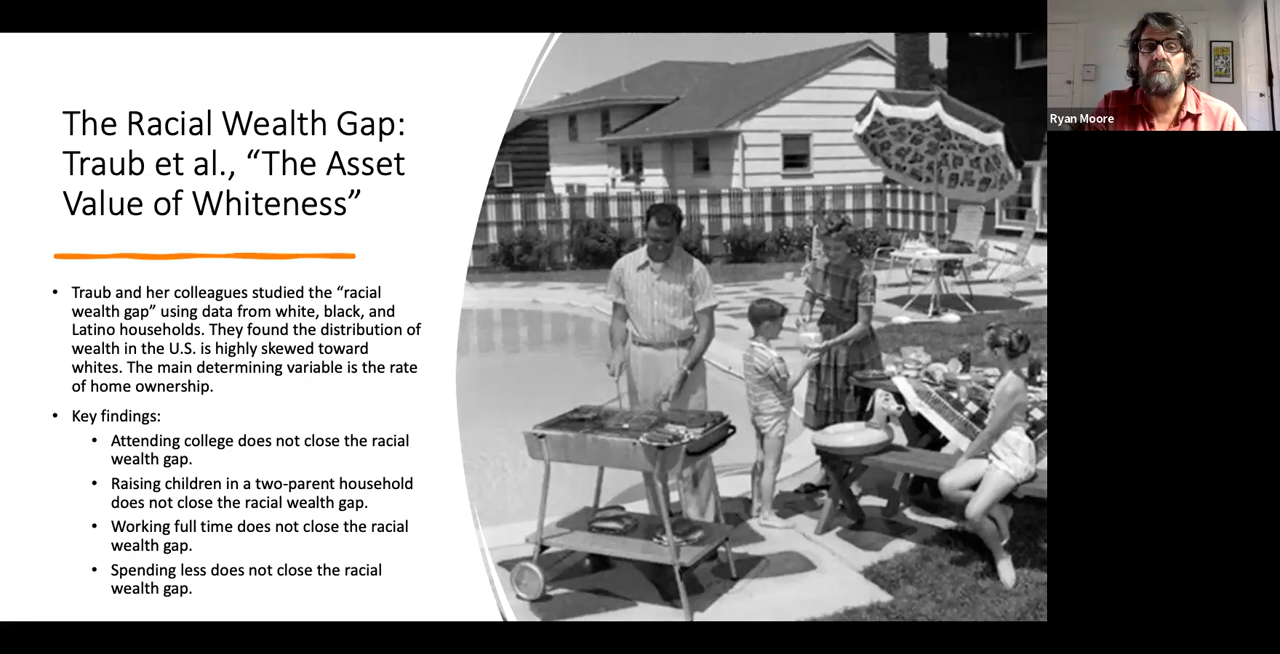 The Racial Wealth Gap:
Traub et al., “The Asset
Value of Whiteness”
• Traub and her colleagues studied the “racial
wealth gap” using data from white, black, and
Latino households. They found the distribution of
wealth in the U.S. is highly skewed toward
whites. The main determining variable is the rate
of home ownership.
• Key findings:
• Attending college does not close the racial
wealth gap.
• Raising children in a two-parent household
does not close the racial wealth gap.
• Working full time does not close the racial
wealth gap.
• Spending less does not close the racial
wealth gap.
Ryan Moore